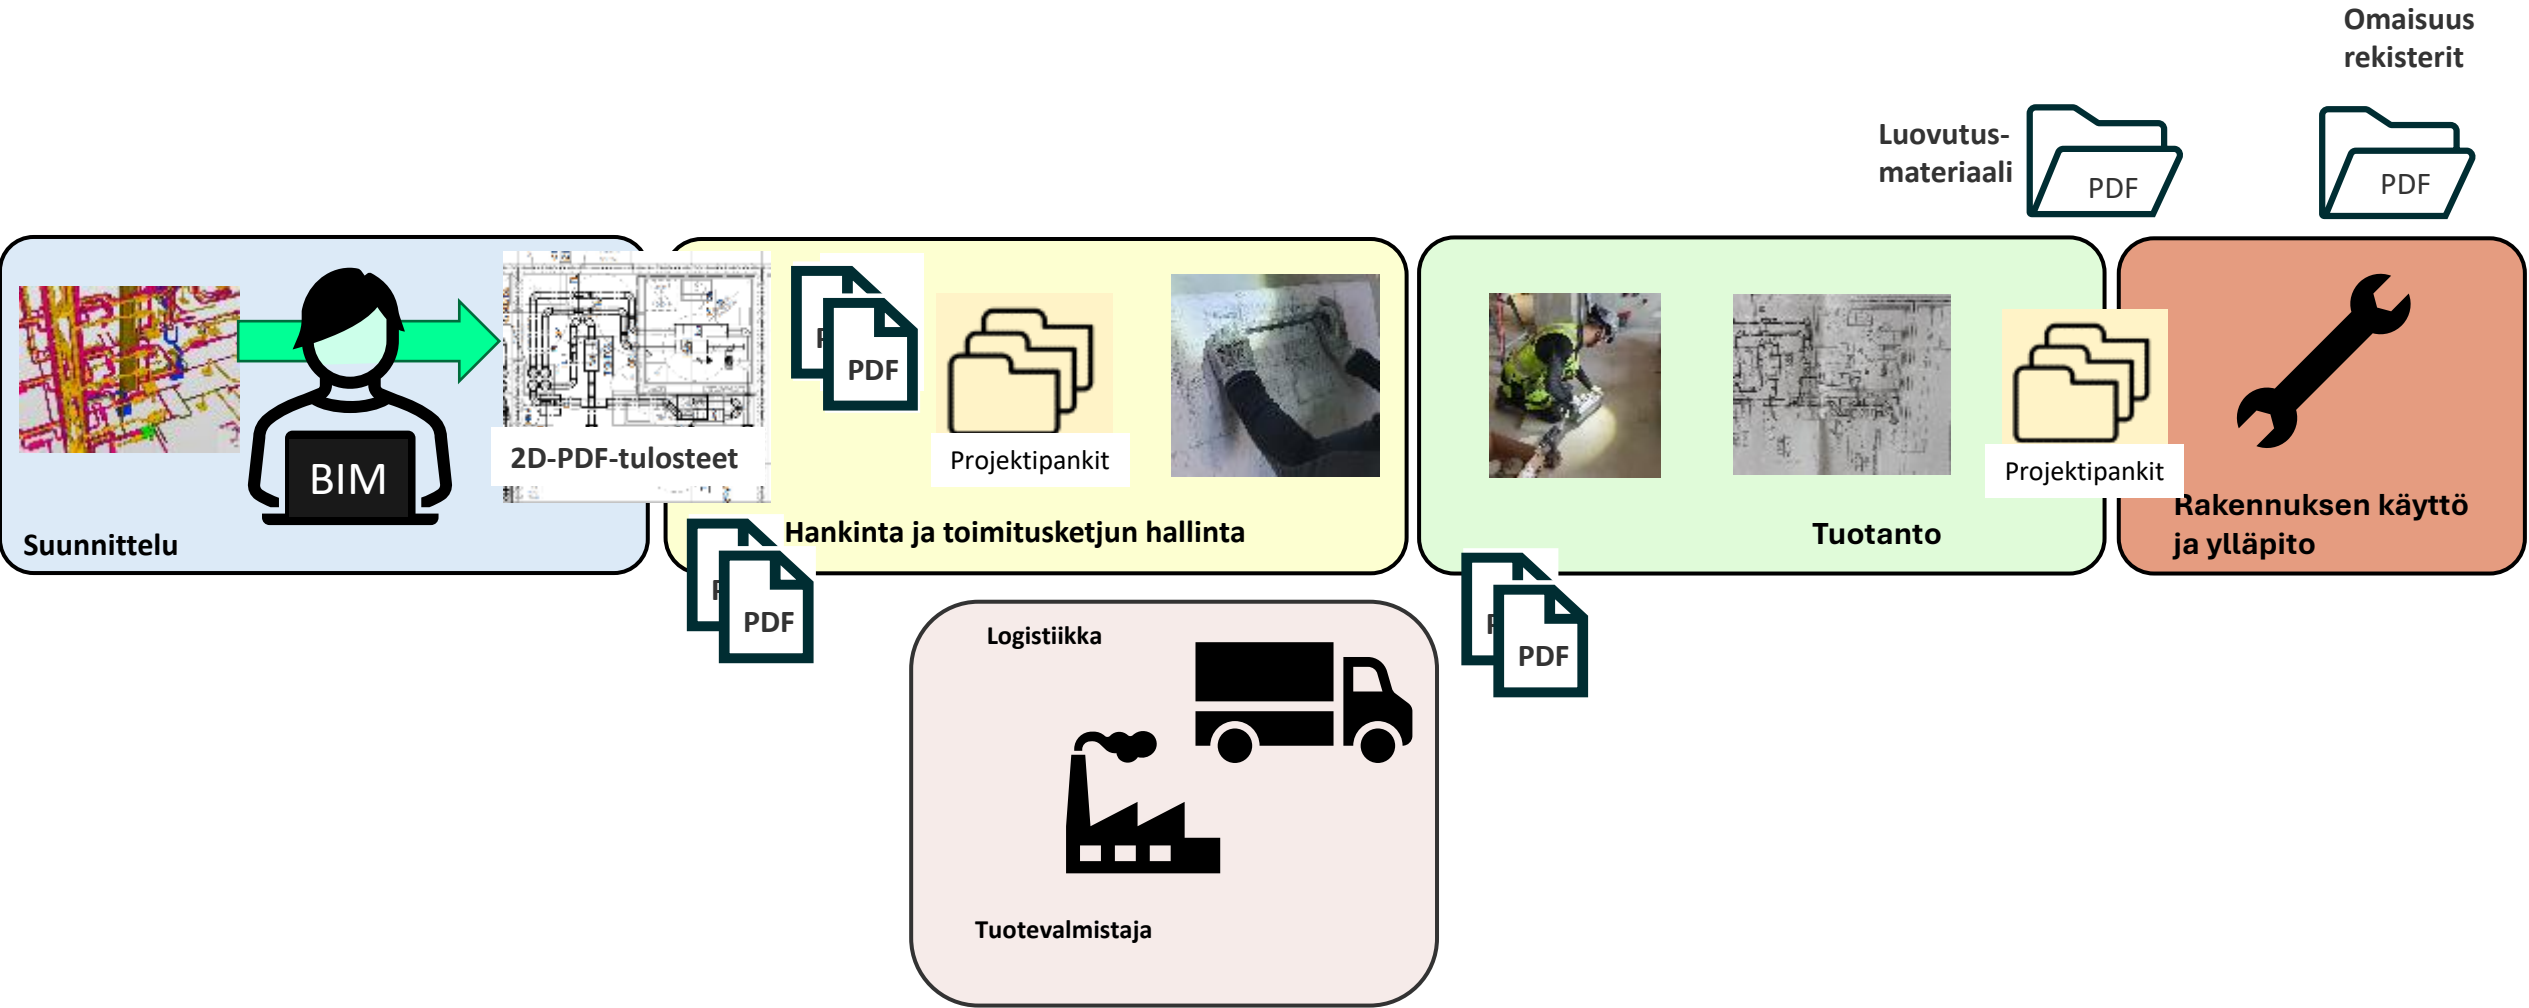 Omaisuus
rekisterit
Luovutus-
materiaali
PDF
PDF
BIM
2D-PDF-tulosteet
Suunnittelu
PDF
Projektipankit
Hankinta ja toimitusketjun hallinta
PDF
Projektipankit
Tuotanto
PDF
Rakennuksen käyttö
ja ylläpito
Logistiikka
Tuotevalmistaja